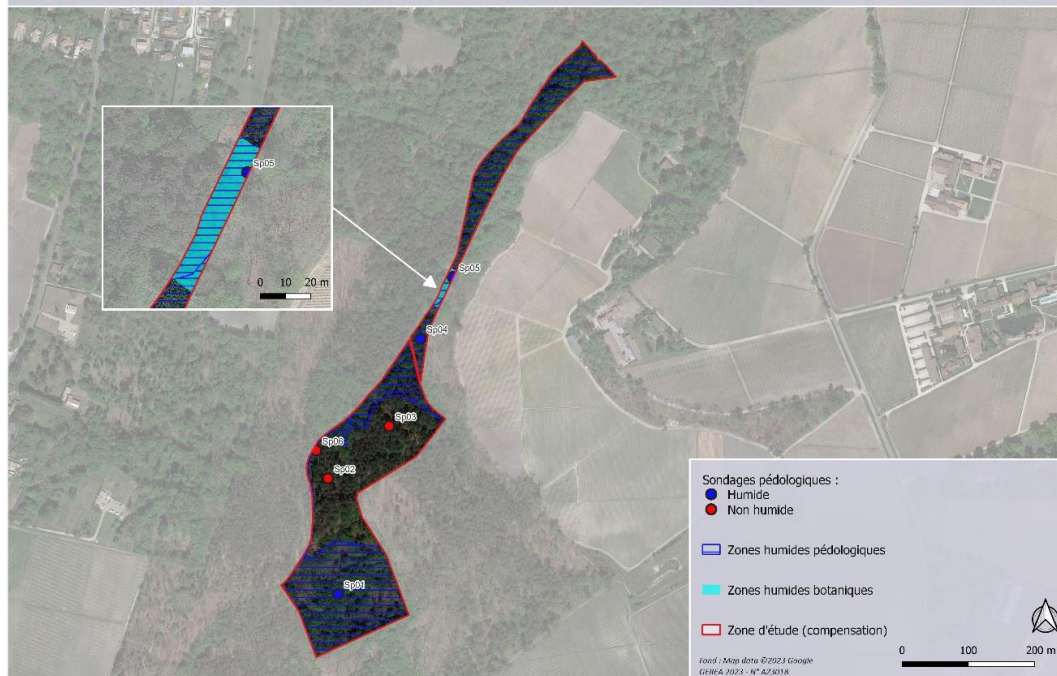 Sp05
0 10 20 m
Sp05
Sp04
Sp03
Sp06
Sp02
Sp01
Sondages pédologiques :
Humide
Non humide
Zones humides pédologiques
Zones humides botaniques
Zone d'étude (compensation)
Fond : Map data ©2023 Google
GEREA 2023 - N° A23018
0 100 200 m